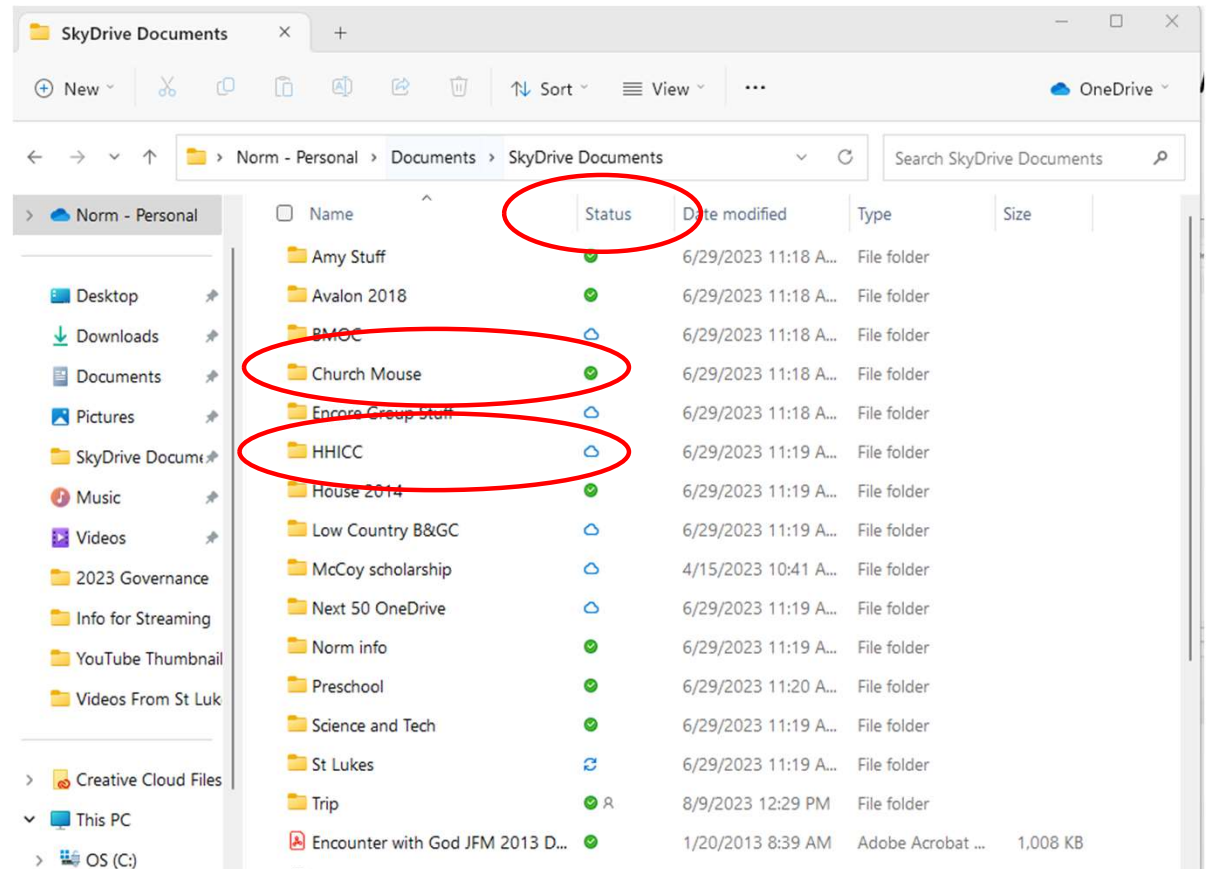 SkyDrive Documents
New Sort View ... OneDrive
Norm - Personal > Documents > SkyDrive Documents Search SkyDrive Documents
Norm - Personal
Desktop
Downloads
Documents
Pictures
SkyDrive Docume
Music
Videos
2023 Governance
Info for Streaming
YouTube Thumbnail
Videos From St Luk
Creative Cloud Files
This PC
OS (C:)
Name Status Date modified Type Size
Amy Stuff 6/29/2023 11:18 A... File folder
Avalon 2018 6/29/2023 11:18 A... File folder
BMOC 6/29/2023 11:18 A... File folder
Church Mouse 6/29/2023 11:18 A... File folder
Encore Group Stuff 6/29/2023 11:18 A... File folder
HHICC 6/29/2023 11:19 A... File folder
House 2014 6/29/2023 11:19 A... File folder
Low Country B&GC 6/29/2023 11:19 A... File folder
McCoy scholarship 4/15/2023 10:41 A... File folder
Next 50 OneDrive 6/29/2023 11:19 A... File folder
Norm info 6/29/2023 11:19 A... File folder
Preschool 6/29/2023 11:20 A... File folder
Science and Tech 6/29/2023 11:19 A... File folder
St Lukes 6/29/2023 11:19 A... File folder
Trip 8/9/2023 12:29 PM File folder
Encounter with God JFM 2013 D... 1/20/2013 8:39 AM Adobe Acrobat ... 1,008 KB